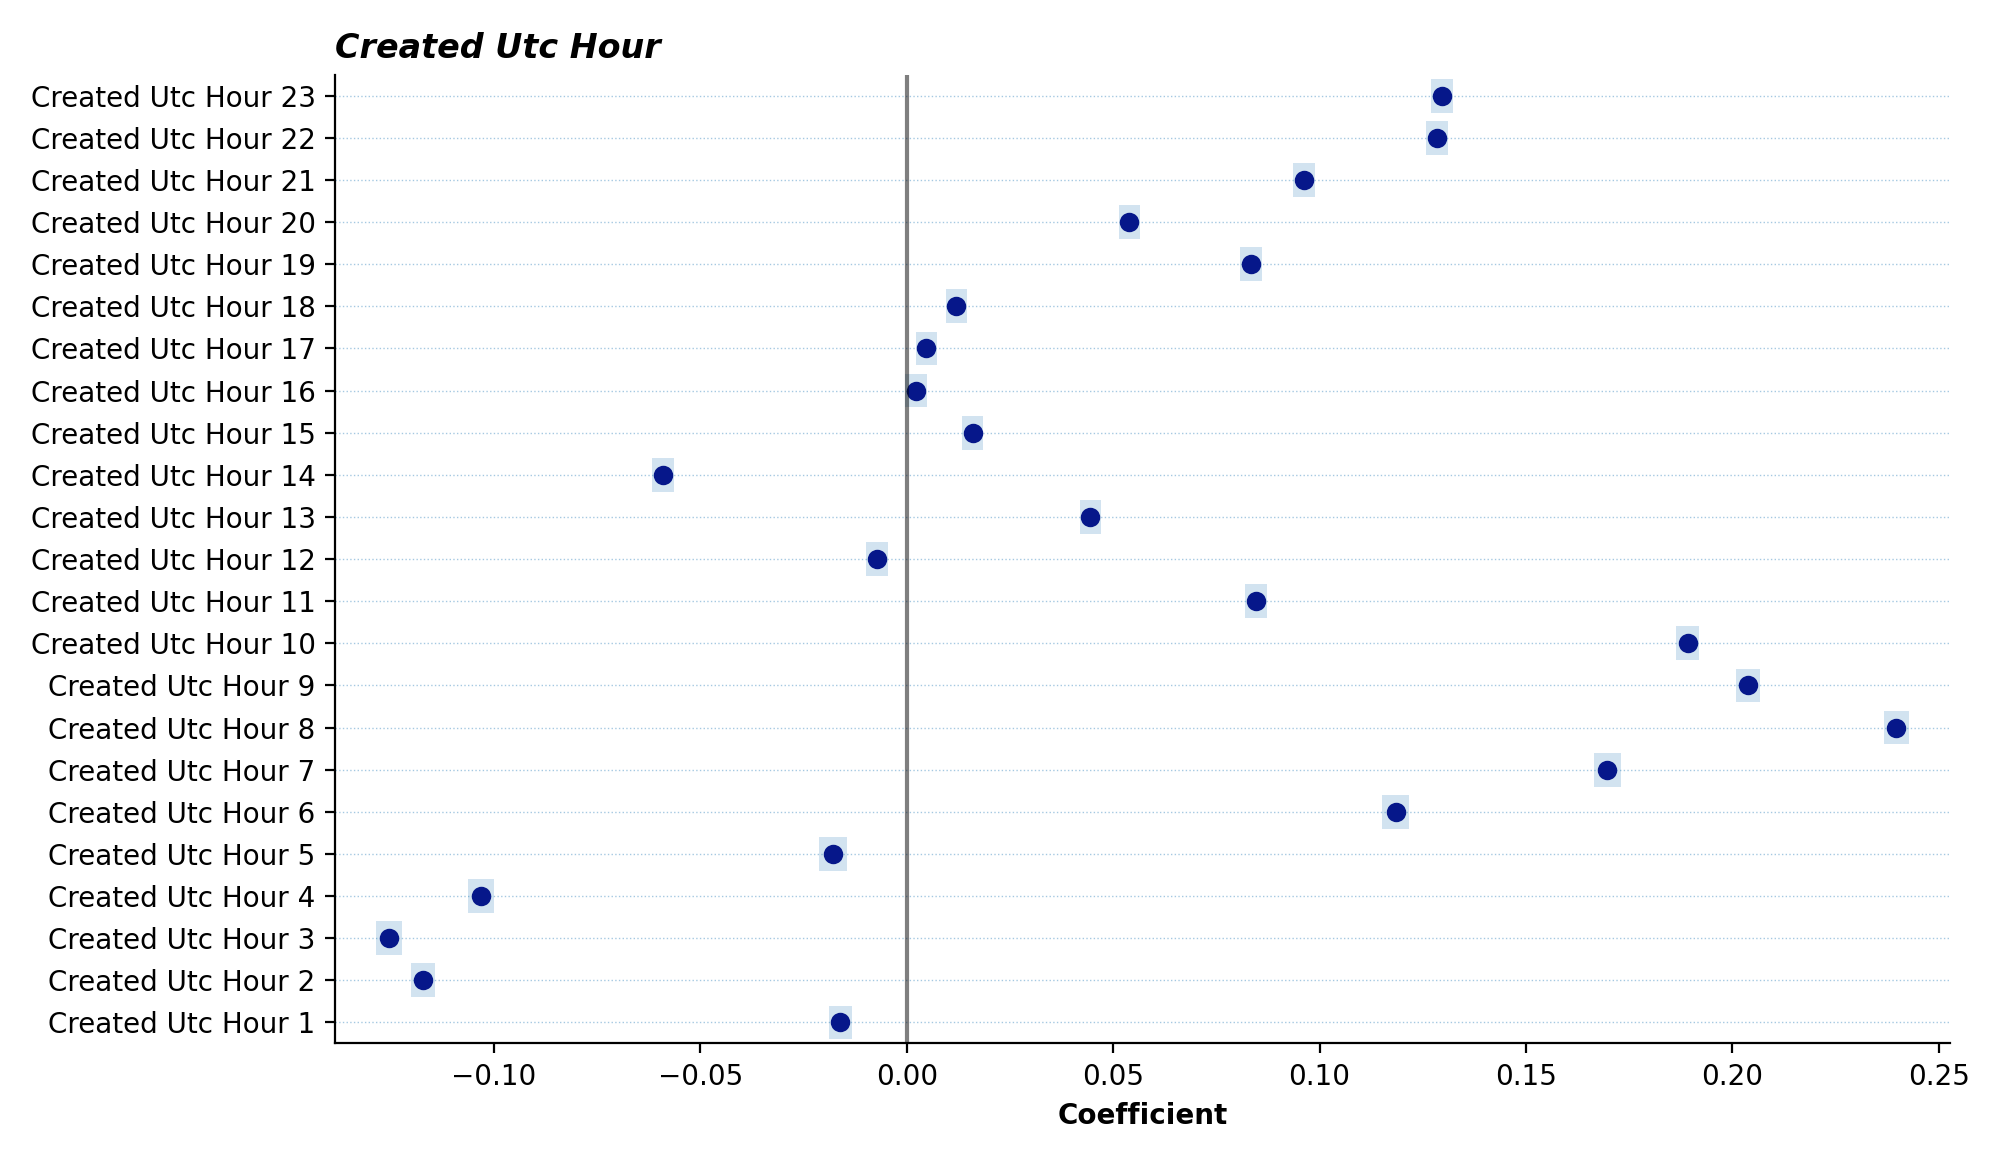 Created Utc Hour
Created Utc Hour 23
Created Utc Hour 22
Created Utc Hour 21
Created Utc Hour 20
Created Utc Hour 19
Created Utc Hour 18
Created Utc Hour 17
Created Utc Hour 16
Created Utc Hour 15
Created Utc Hour 14
Created Utc Hour 13
Created Utc Hour 12
Created Utc Hour 11
Created Utc Hour 10
Created Utc Hour 9
Created Utc Hour 8
Created Utc Hour 7
Created Utc Hour 6
Created Utc Hour 5
Created Utc Hour 4
Created Utc Hour 3
Created Utc Hour 2
Created Utc Hour 1
−0.10 −0.05 0.00 0.05 0.10 0.15 0.20 0.25
Coefficient